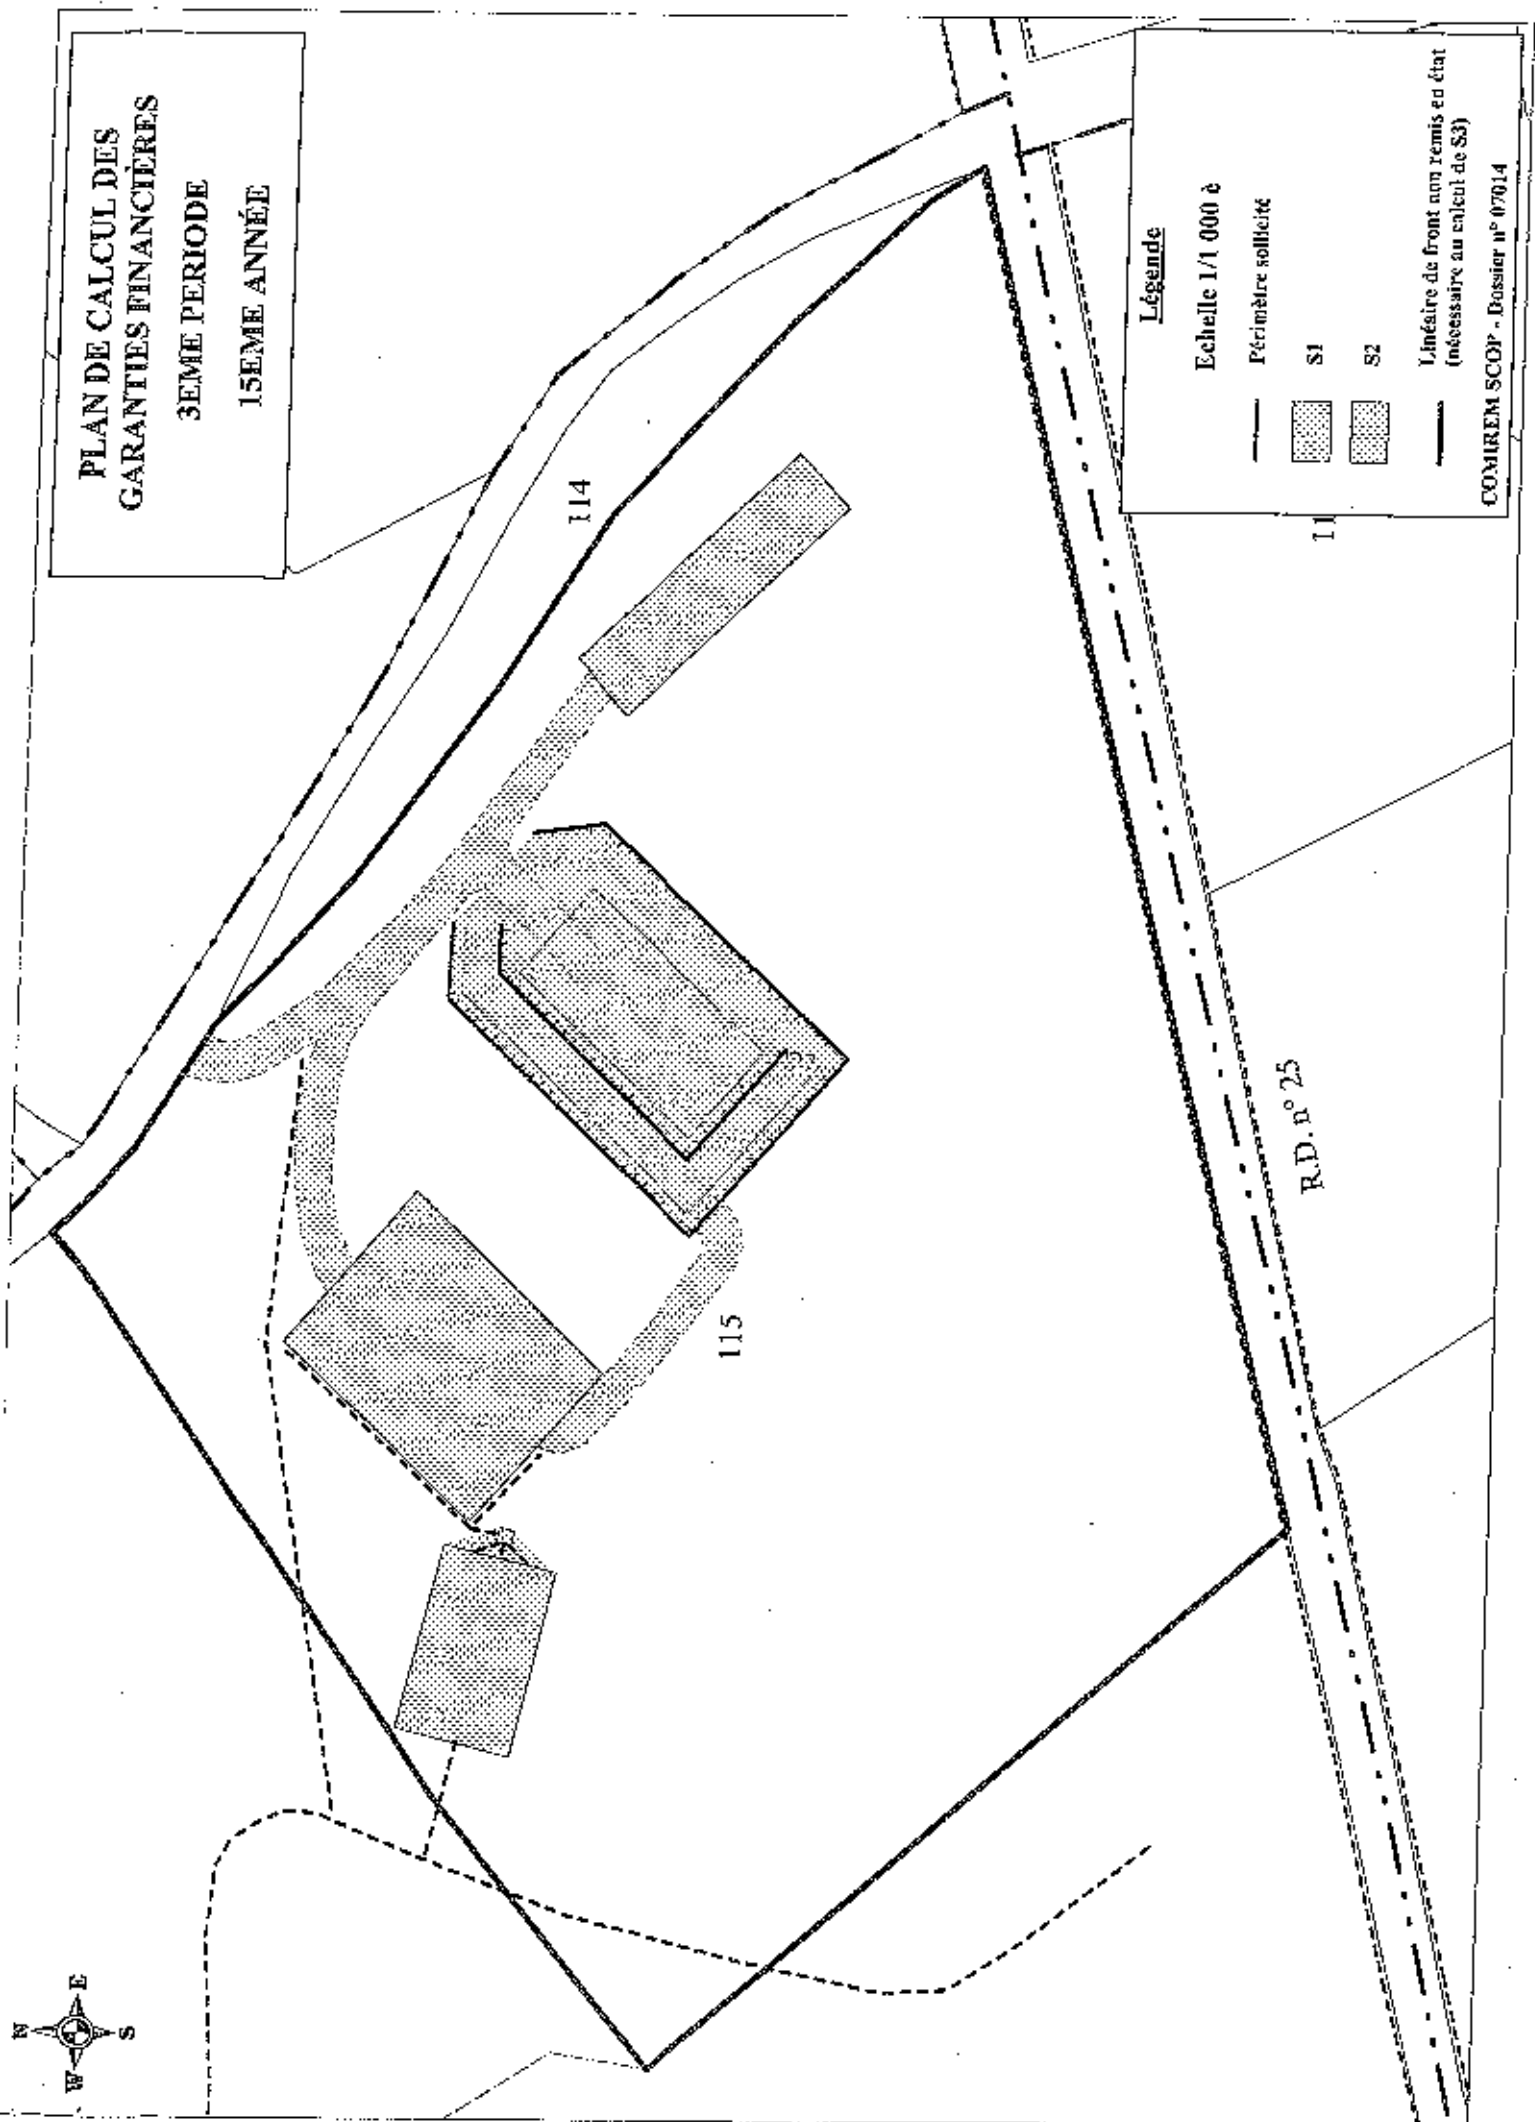 PLAN DE CALCUL DES
GARANTIES FINANCIÈRES
3EME PERIODE
15EME ANNÉE
N
W
E
S
114
115
R.D. n° 25
11
Légende
Echelle 1/1 000 è
Périmètre sollicité
S1
S2
Linéaire de front non remis en état
(nécessaire au calcul de S3)
COMIREM SCOP - Dossier n° 07014